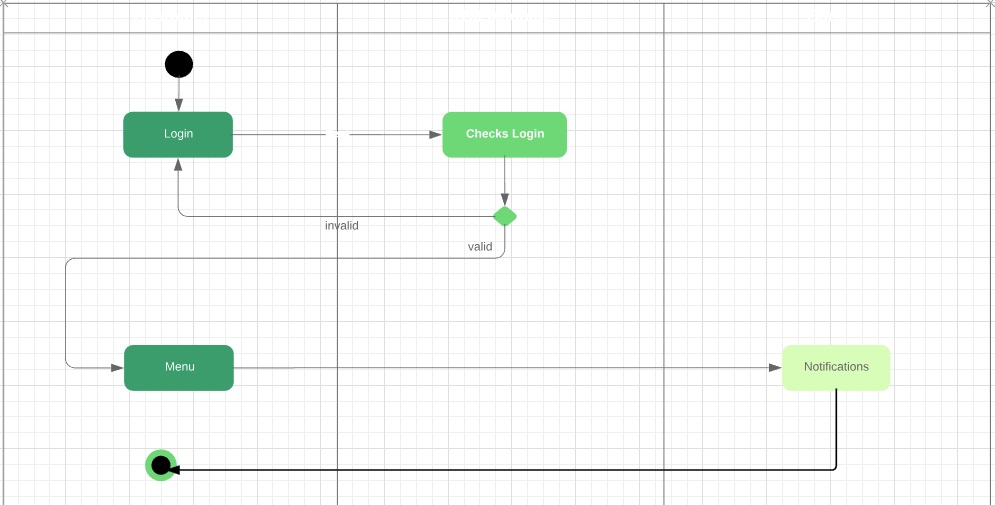 Login
Checks Login
invalid
valid
Menu
Notifications